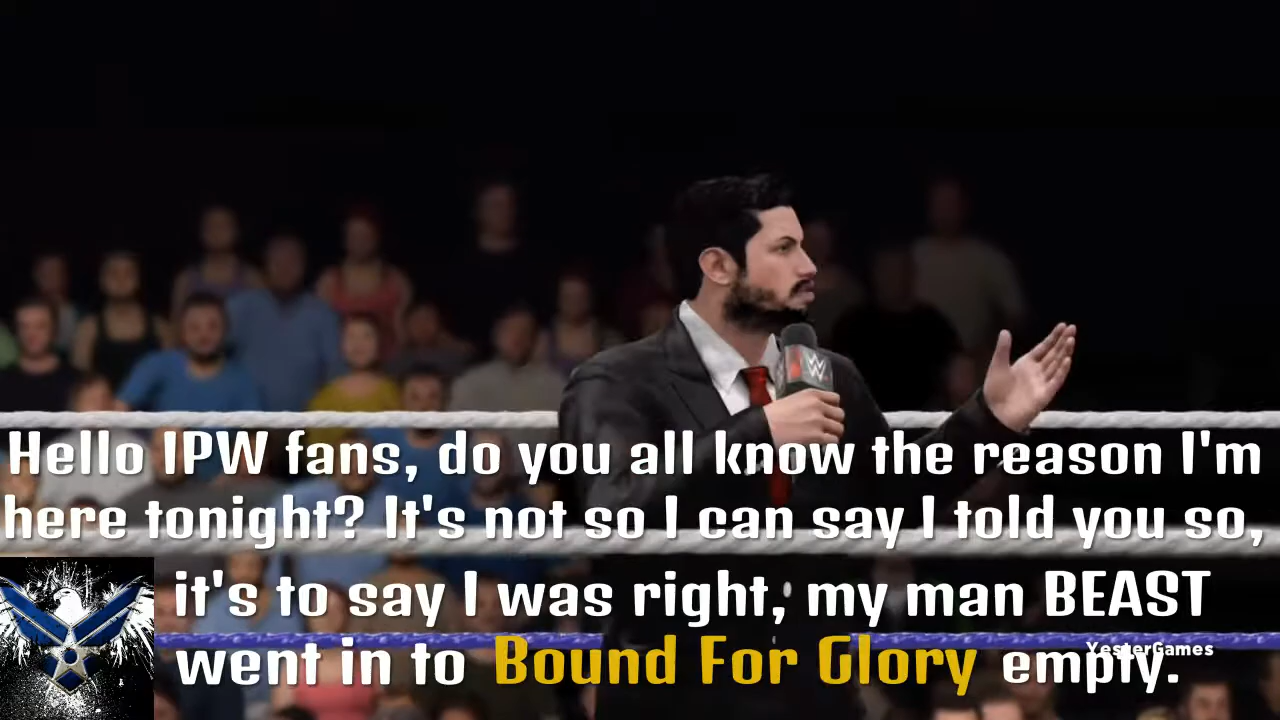 W
Hello IPW fans, do you all know the reason I'm
here tonight? It's not so I can say I told you so,
it's to say I was right, my man BEAST
went in to Bound For Glory empty.
YesterGames